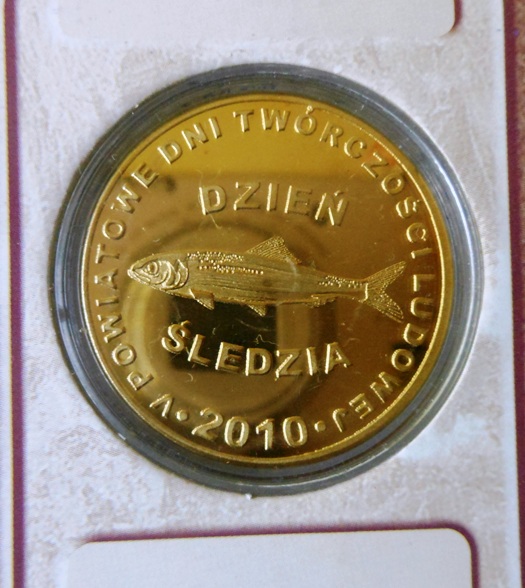 V POWIATOWE DNI TWÓRCZOŚCI LUDOWEJ
DZIEŃ
ŚLEDZIA
• 2010 •